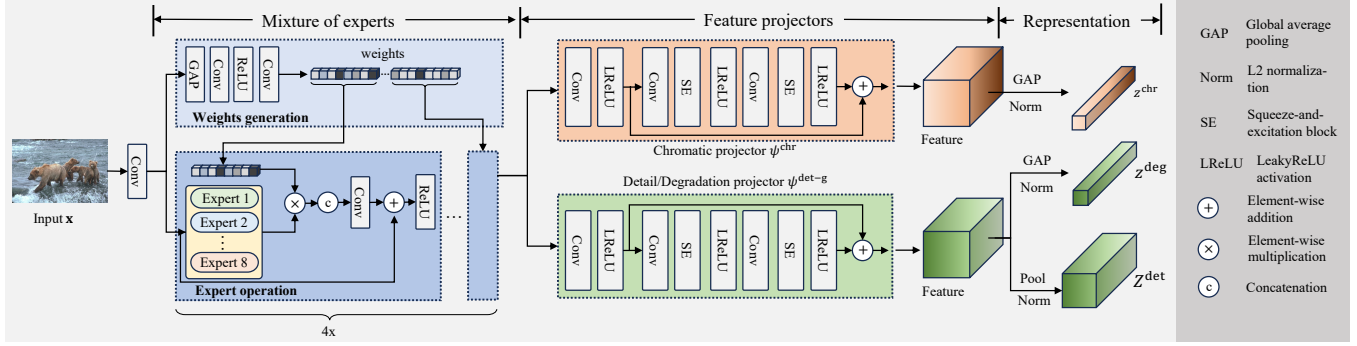 Mixture of experts
Feature projectors
Representation
weights
GAP
Conv
ReLU
Conv
Weights generation
Input x
Conv
Expert 1
Expert 2
Expert 8
Expert operation
×
c
Conv
+
ReLU
...
4x
Conv
LReLU
Conv
SE
LReLU
Conv
SE
LReLU
+
Chromatic projector ψchr
Detail/Degradation projector ψdet−g
Conv
LReLU
Conv
SE
LReLU
Conv
SE
LReLU
+
Feature
GAP
Norm
zchr
Feature
GAP
Norm
zdeg
Pool
Norm
Zdet
GAP
Global average
pooling
Norm
L2 normaliza-
tion
SE
Squeeze-and-
excitation block
LReLU
LeakyReLU
activation
+
Element-wise
addition
×
Element-wise
multiplication
c
Concatenation